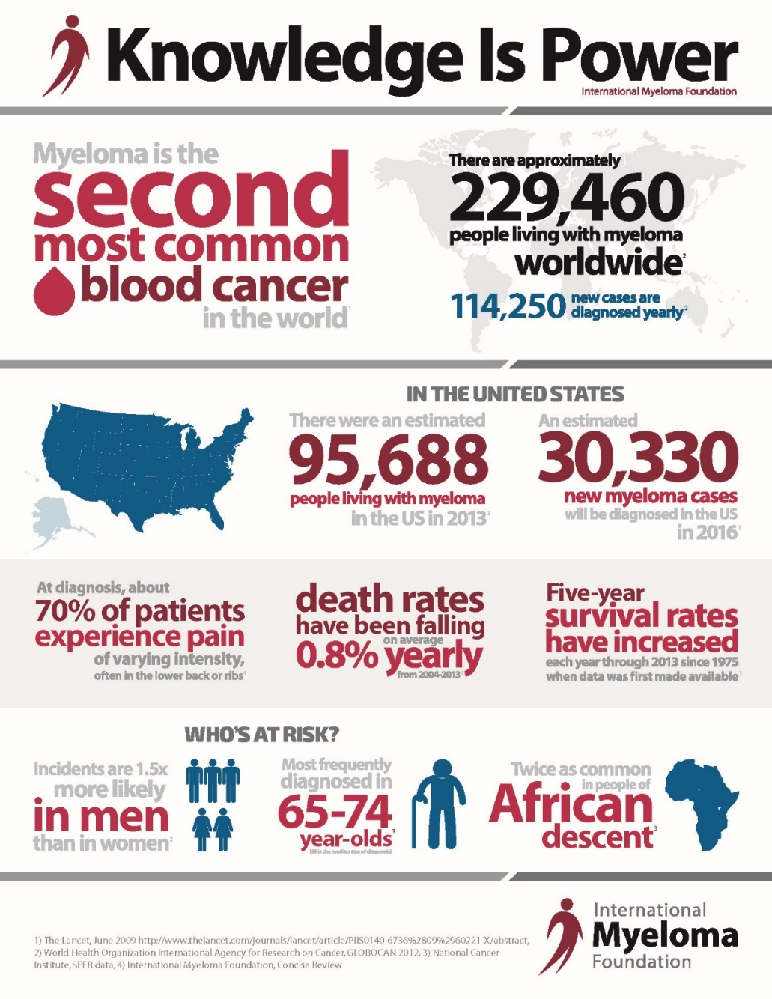 Knowledge Is Power
International Myeloma Foundation
Myeloma is the
second
most common
blood cancer
in the world¹
There are approximately
229,460
people living with myeloma
worldwide²
114,250 new cases are
diagnosed yearly²
IN THE UNITED STATES
There were an estimated
95,688
people living with myeloma
in the US in 2013³
An estimated
30,330
new myeloma cases
will be diagnosed in the US
in 2016³
At diagnosis, about
70% of patients
experience pain
of varying intensity,
often in the lower back or ribs⁴
death rates
have been falling
on average
0.8% yearly
from 2004-2013
Five-year
survival rates
have increased
each year through 2013 since 1975
when data was first made available³
WHO'S AT RISK?
Incidents are 1.5x
more likely
in men
than in women²
Most frequently
diagnosed in
65-74
year-olds³
is the median age of diagnosis)
Twice as common
in people of
African
descent³
1) The Lancet, June 2009 http://www.thelancet.com/journals/lancet/article/PIIS0140-6736%2809%2960221-X/abstract,
2) World Health Organization International Agency for Research on Cancer, GLOBOCAN 2012, 3) National Cancer
Institute, SEER data, 4) International Myeloma Foundation, Concise Review
International
Myeloma
Foundation